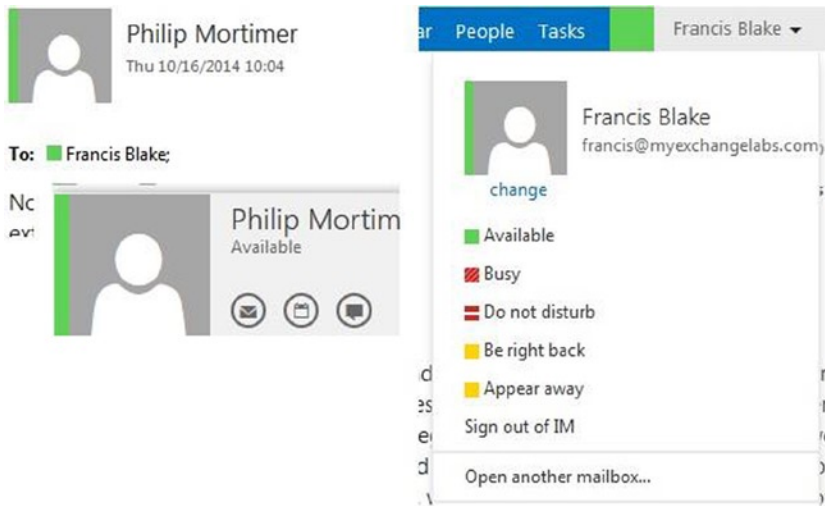 Philip Mortimer
Thu 10/16/2014 10:04
To: Francis Blake;
Philip Mortim
Available
ar People Tasks Francis Blake
Francis Blake
francis@myexchangelabs.com
change
Available
Busy
Do not disturb
Be right back
Appear away
Sign out of IM
Open another mailbox...